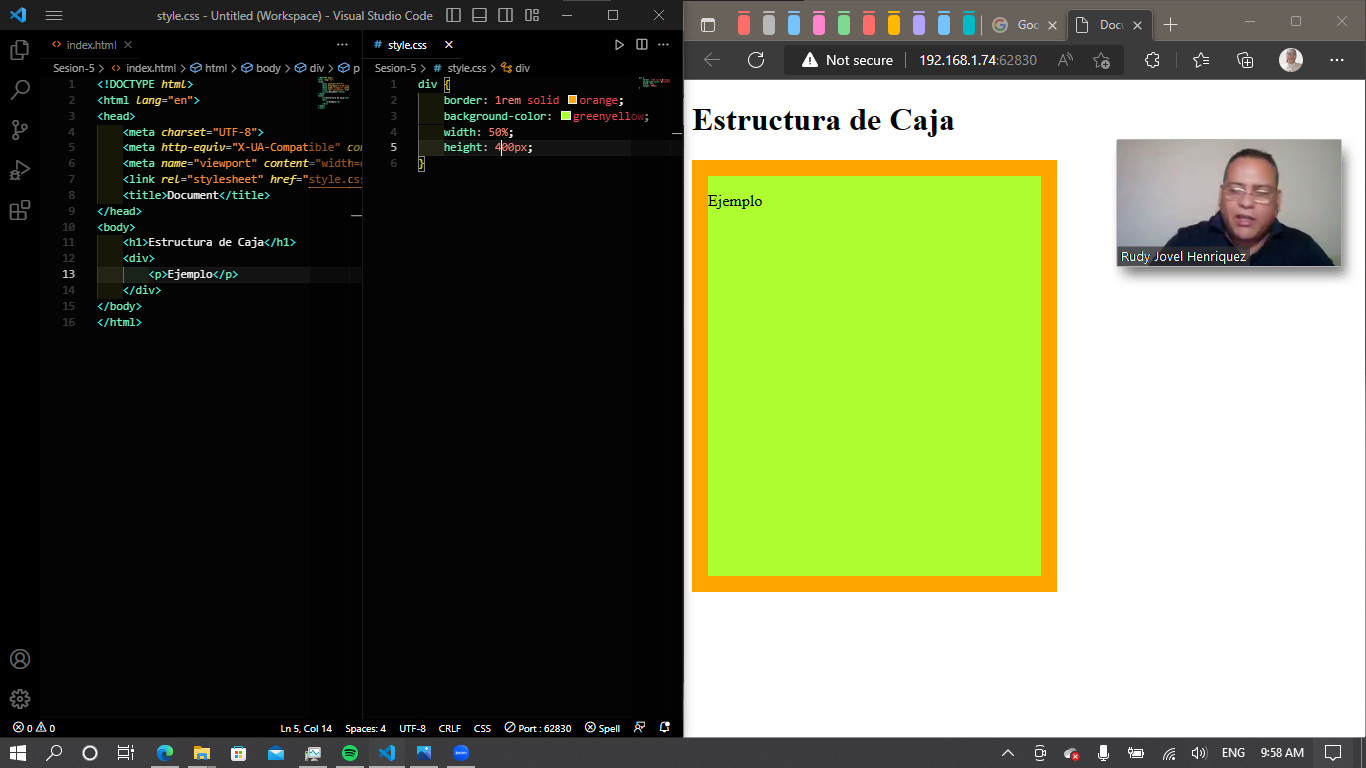 style.css - Untitled (Workspace) - Visual Studio Code
index.html
Sesion-5 > index.html > html > body > div > p
1 <!DOCTYPE html>
2 <html lang="en">
3 <head>
4 <meta charset="UTF-8">
5 <meta http-equiv="X-UA-Compatible" co
6 <meta name="viewport" content="width=
7 <link rel="stylesheet" href="style.cs
8 <title>Document</title>
9 </head>
10 <body>
11 <h1>Estructura de Caja</h1>
12 <div>
13 <p>Ejemplo</p>
14 </div>
15 </body>
16 </html>
# style.css
Sesion-5 > # style.css > div
1 div {
2 border: 1rem solid orange;
3 background-color: greenyellow;
4 width: 50%;
5 height: 400px;
6 }
0 0
Ln 5, Col 14 Spaces: 4 UTF-8 CRLF CSS Port : 62830 Spell
Goo
Docu
Not secure 192.168.1.74:62830
Estructura de Caja
Ejemplo
Rudy Jovel Henriquez
ENG 9:58 AM